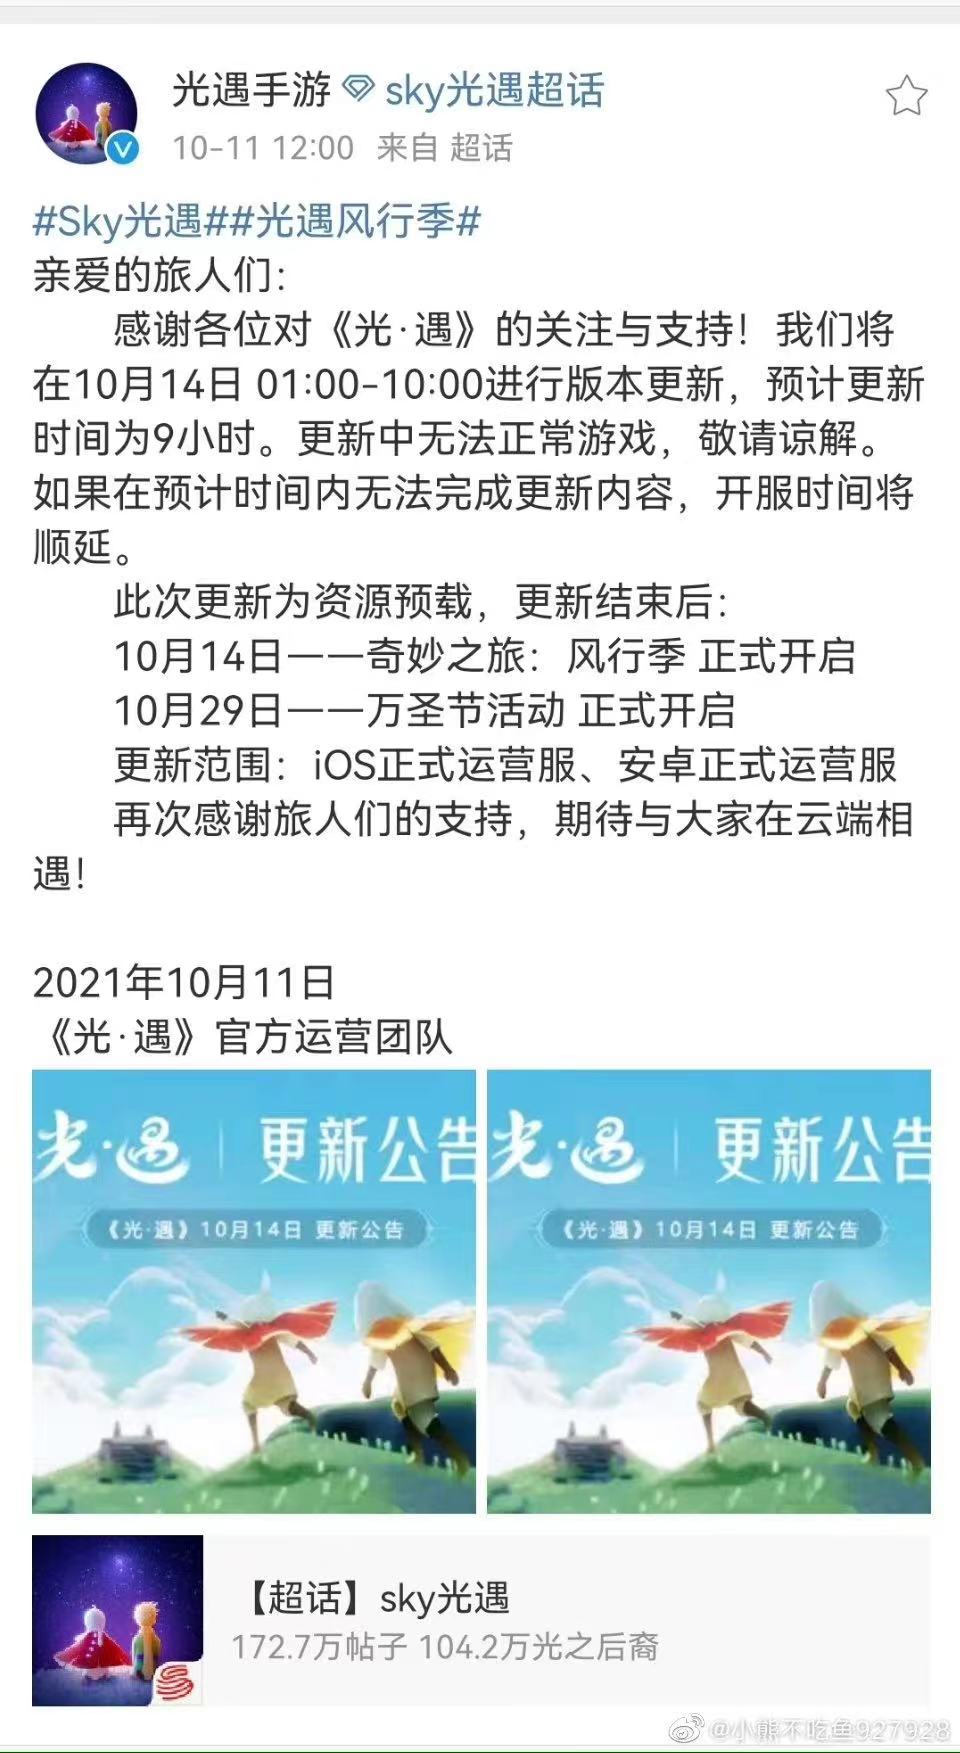 光遇手游 sky光遇超话
10-11 12:00 来自 超话
#Sky光遇##光遇风行季#
亲爱的旅人们：
感谢各位对《光·遇》的关注与支持！我们将
在10月14日 01:00-10:00进行版本更新，预计更新
时间为9小时。更新中无法正常游戏，敬请谅解。
如果在预计时间内无法完成更新内容，开服时间将
顺延。
此次更新为资源预载，更新结束后：
10月14日——奇妙之旅：风行季 正式开启
10月29日——万圣节活动 正式开启
更新范围：iOS正式运营服、安卓正式运营服
再次感谢旅人们的支持，期待与大家在云端相
遇！
2021年10月11日
《光·遇》官方运营团队
光·遇 | 更新公告
《光·遇》10月14日 更新公告
光·遇 | 更新公告
《光·遇》10月14日 更新公告
【超话】sky光遇
172.7万帖子 104.2万光之后裔
@小熊不吃鱼927928